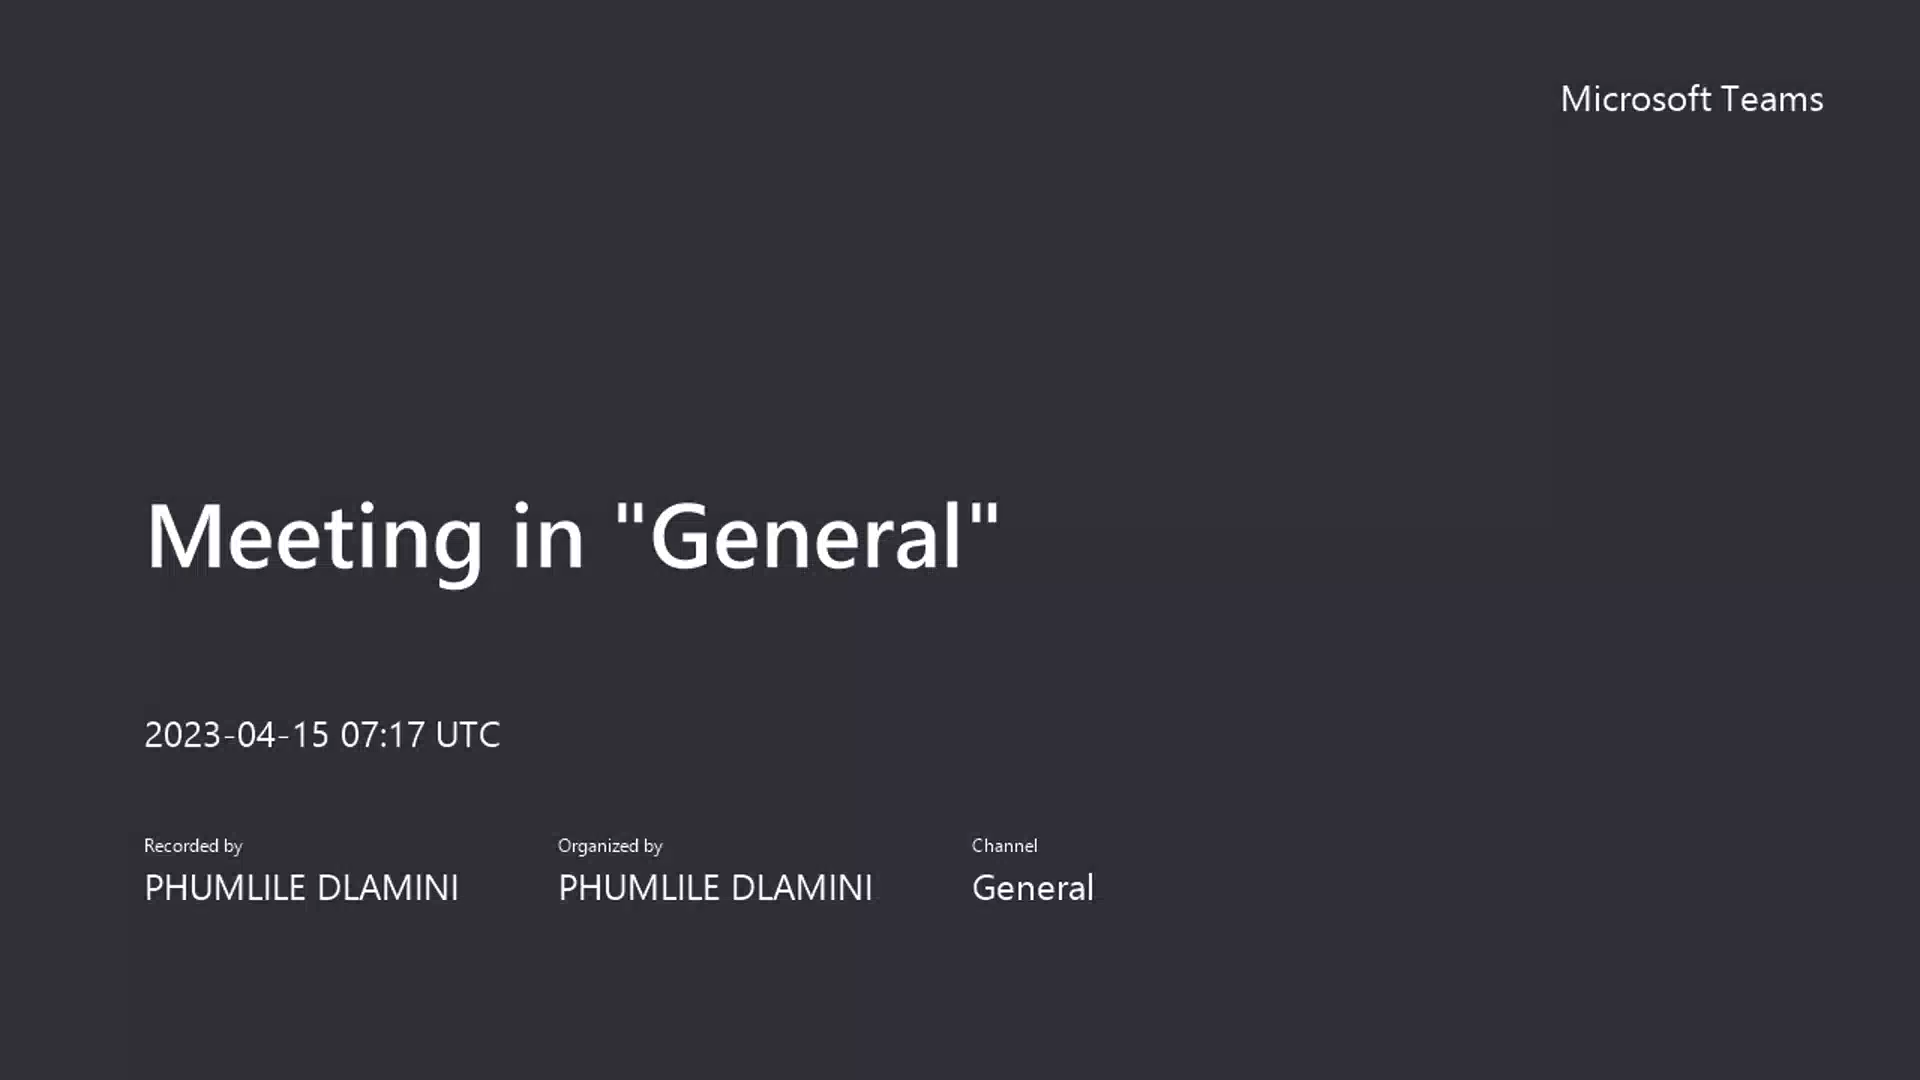 Microsoft Teams
Meeting in "General"
2023-04-15 07:17 UTC
Recorded by
PHUMLILE DLAMINI
Organized by
PHUMLILE DLAMINI
Channel
General